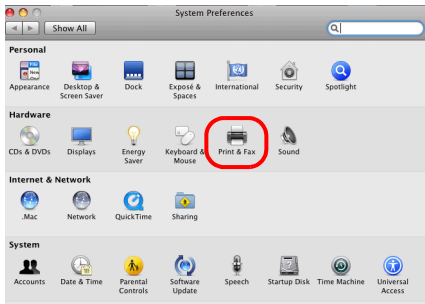 System Preferences
Show All
Personal
Appearance
Desktop &
Screen Saver
Dock
Exposé &
Spaces
International
Security
Spotlight
Hardware
CDs & DVDs
Displays
Energy
Saver
Keyboard &
Mouse
Print & Fax
Sound
Internet & Network
.Mac
Network
QuickTime
Sharing
System
Accounts
Date & Time
Parental
Controls
Software
Update
Speech
Startup Disk
Time Machine
Universal
Access